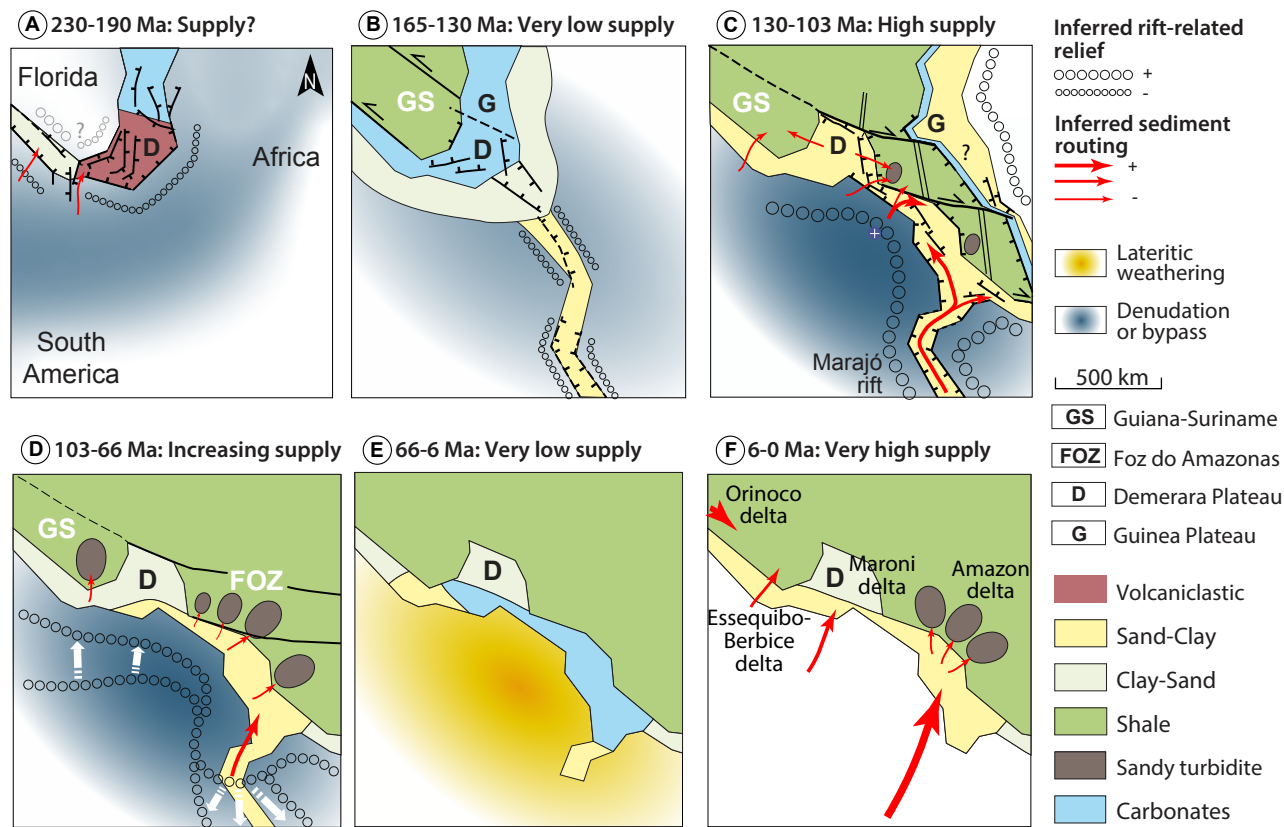 A 230-190 Ma: Supply?
Florida
N
?
D
Africa
South
America
B 165-130 Ma: Very low supply
GS
G
D
C 130-103 Ma: High supply
GS
D
G
?
Marajó
rift
D 103-66 Ma: Increasing supply
GS
D
FOZ
E 66-6 Ma: Very low supply
D
F 6-0 Ma: Very high supply
Orinoco
delta
D
Maroni
delta
Amazon
delta
Essequibo-
Berbice
delta
Inferred rift-related
relief
+
-
Inferred sediment
routing
+
-
Lateritic
weathering
Denudation
or bypass
500 km
GS Guiana-Suriname
FOZ Foz do Amazonas
D Demerara Plateau
G Guinea Plateau
Volcaniclastic
Sand-Clay
Clay-Sand
Shale
Sandy turbidite
Carbonates